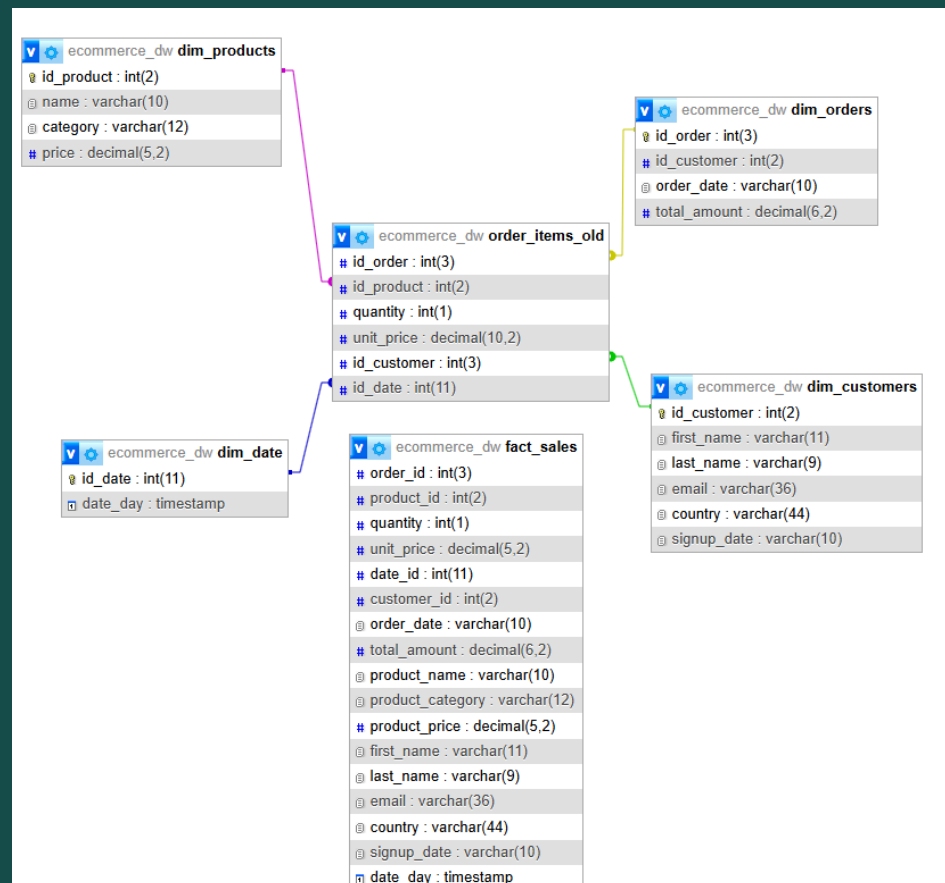 v ecommerce_dw dim_products
id_product : int(2)
name : varchar(10)
category : varchar(12)
# price : decimal(5,2)
v ecommerce_dw dim_orders
id_order : int(3)
# id_customer : int(2)
order_date : varchar(10)
# total_amount : decimal(6,2)
v ecommerce_dw order_items_old
# id_order : int(3)
# id_product : int(2)
# quantity : int(1)
# unit_price : decimal(10,2)
# id_customer : int(3)
# id_date : int(11)
v ecommerce_dw dim_customers
id_customer : int(2)
first_name : varchar(11)
last_name : varchar(9)
email : varchar(36)
country : varchar(44)
signup_date : varchar(10)
v ecommerce_dw dim_date
id_date : int(11)
date_day : timestamp
v ecommerce_dw fact_sales
# order_id : int(3)
# product_id : int(2)
# quantity : int(1)
# unit_price : decimal(5,2)
# date_id : int(11)
# customer_id : int(2)
order_date : varchar(10)
# total_amount : decimal(6,2)
product_name : varchar(10)
product_category : varchar(12)
# product_price : decimal(5,2)
first_name : varchar(11)
last_name : varchar(9)
email : varchar(36)
country : varchar(44)
signup_date : varchar(10)
date_day : timestamp